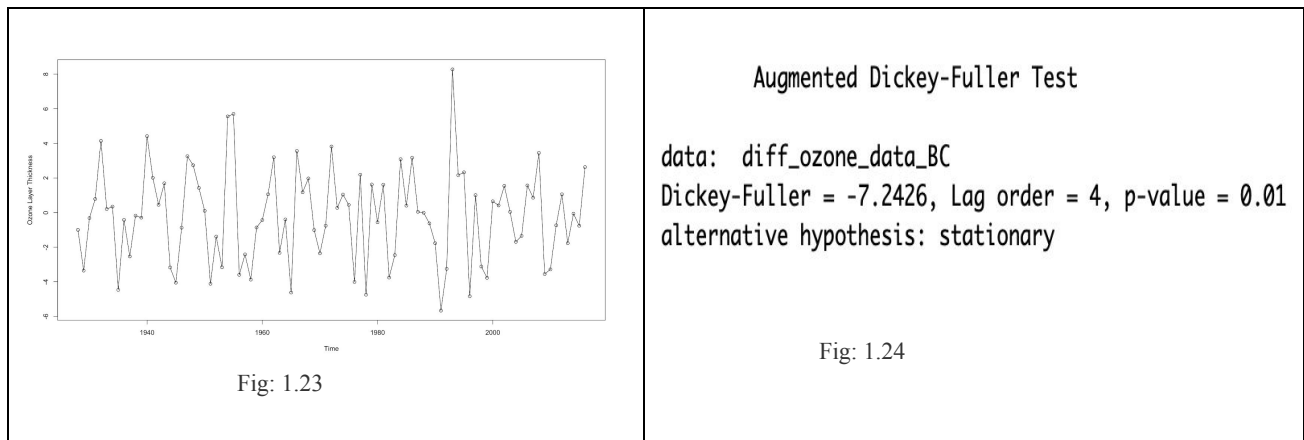 8
6
4
2
0
-2
-4
-6
Ozone Layer Thickness
1940
1960
1980
2000
Time
Fig: 1.23
Augmented Dickey-Fuller Test
data: diff_ozone_data_BC
Dickey-Fuller = -7.2426, Lag order = 4, p-value = 0.01
alternative hypothesis: stationary
Fig: 1.24